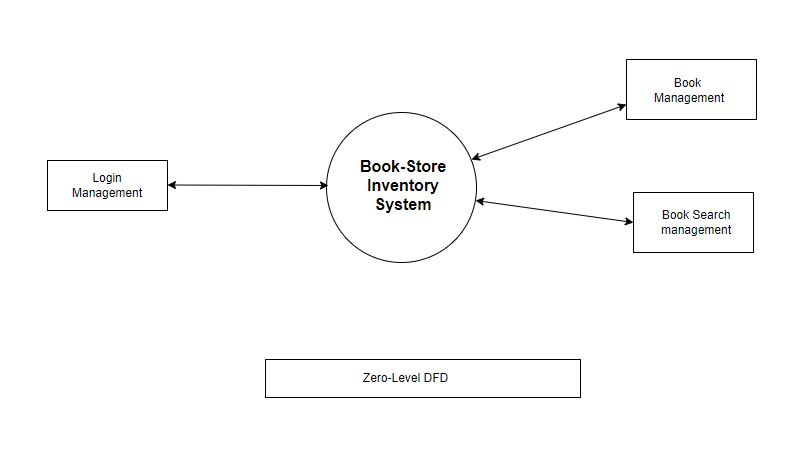 Book
Management
Book-Store
Inventory
System
Login
Management
Book Search
management
Zero-Level DFD